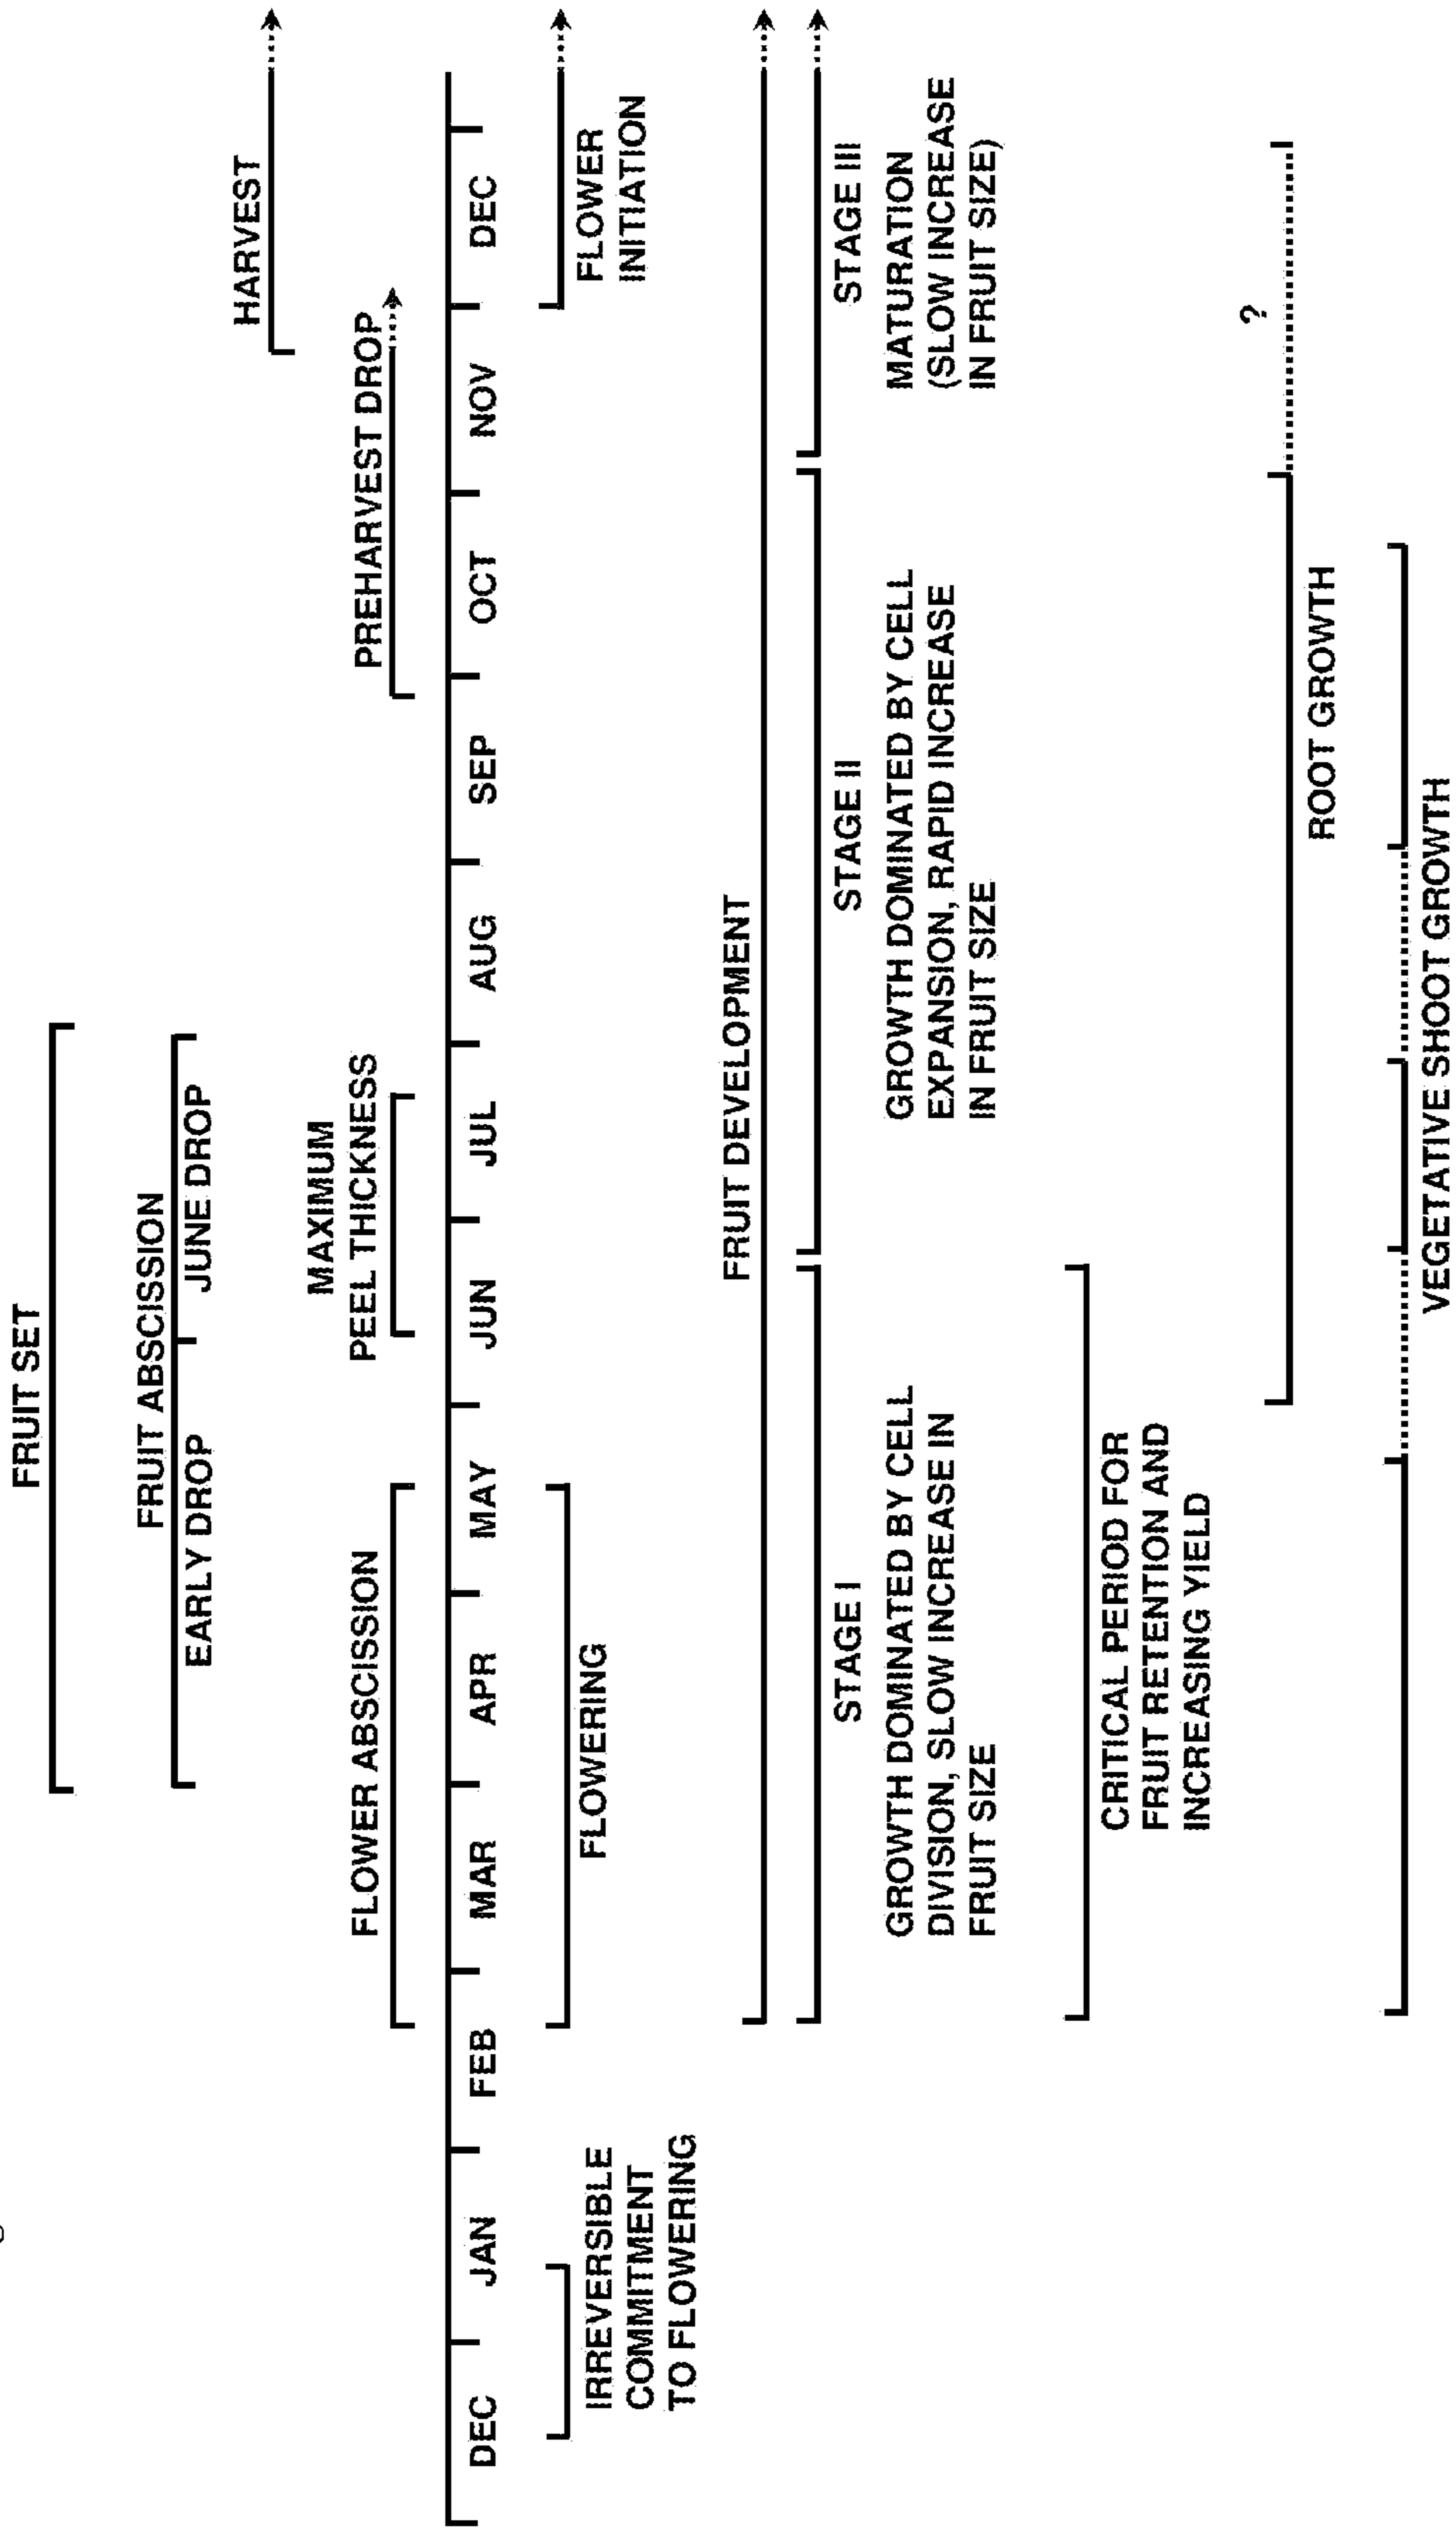 FRUIT SET
FRUIT ABSCISSION
EARLY DROP
JUNE DROP
HARVEST
MAXIMUM
PEEL THICKNESS
FLOWER ABSCISSION
PREHARVEST DROP
DEC JAN FEB MAR APR MAY JUN JUL AUG SEP OCT NOV DEC
IRREVERSIBLE
COMMITMENT
TO FLOWERING
FLOWERING
FLOWER
INITIATION
FRUIT DEVELOPMENT
STAGE I
GROWTH DOMINATED BY CELL
DIVISION, SLOW INCREASE IN
FRUIT SIZE
STAGE II
GROWTH DOMINATED BY CELL
EXPANSION, RAPID INCREASE
IN FRUIT SIZE
STAGE III
MATURATION
(SLOW INCREASE
IN FRUIT SIZE)
CRITICAL PERIOD FOR
FRUIT RETENTION AND
INCREASING YIELD
?
ROOT GROWTH
VEGETATIVE SHOOT GROWTH